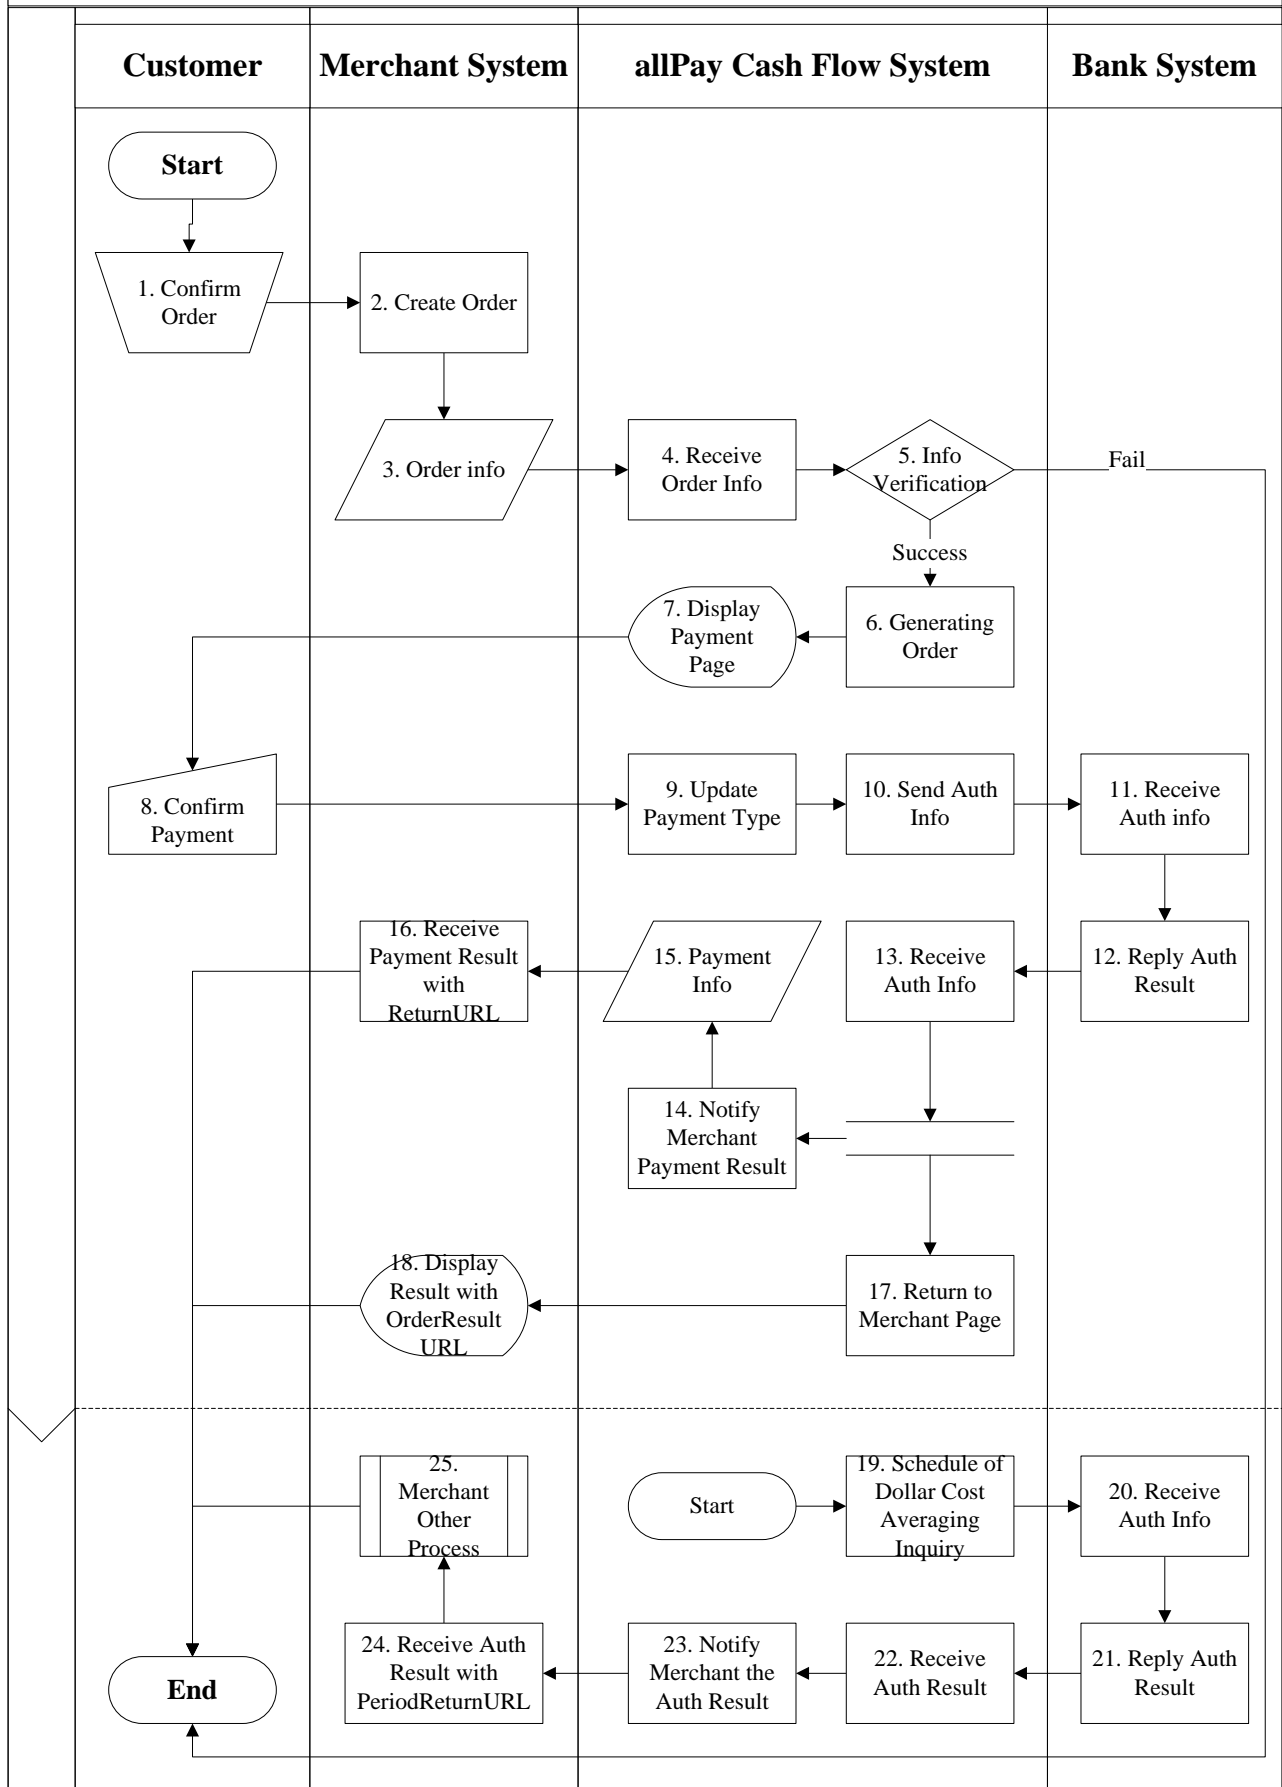 Customer
Merchant System
allPay Cash Flow System
Bank System
Start
1. Confirm
Order
2. Create Order
3. Order info
4. Receive
Order Info
5. Info
Verification
Fail
Success
7. Display
Payment
Page
6. Generating
Order
8. Confirm
Payment
9. Update
Payment Type
10. Send Auth
Info
11. Receive
Auth info
16. Receive
Payment Result
with
ReturnURL
15. Payment
Info
13. Receive
Auth Info
12. Reply Auth
Result
14. Notify
Merchant
Payment Result
18. Display
Result with
OrderResult
URL
17. Return to
Merchant Page
25.
Merchant
Other
Process
Start
19. Schedule of
Dollar Cost
Averaging
Inquiry
20. Receive
Auth Info
End
24. Receive Auth
Result with
PeriodReturnURL
23. Notify
Merchant the
Auth Result
22. Receive
Auth Result
21. Reply Auth
Result